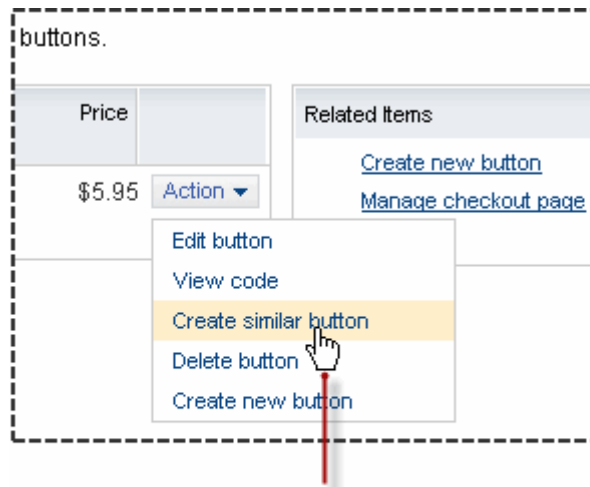 buttons.
Price
Related Items
Create new button
Manage checkout page
$5.95 Action
Edit button
View code
Create similar button
Delete button
Create new button